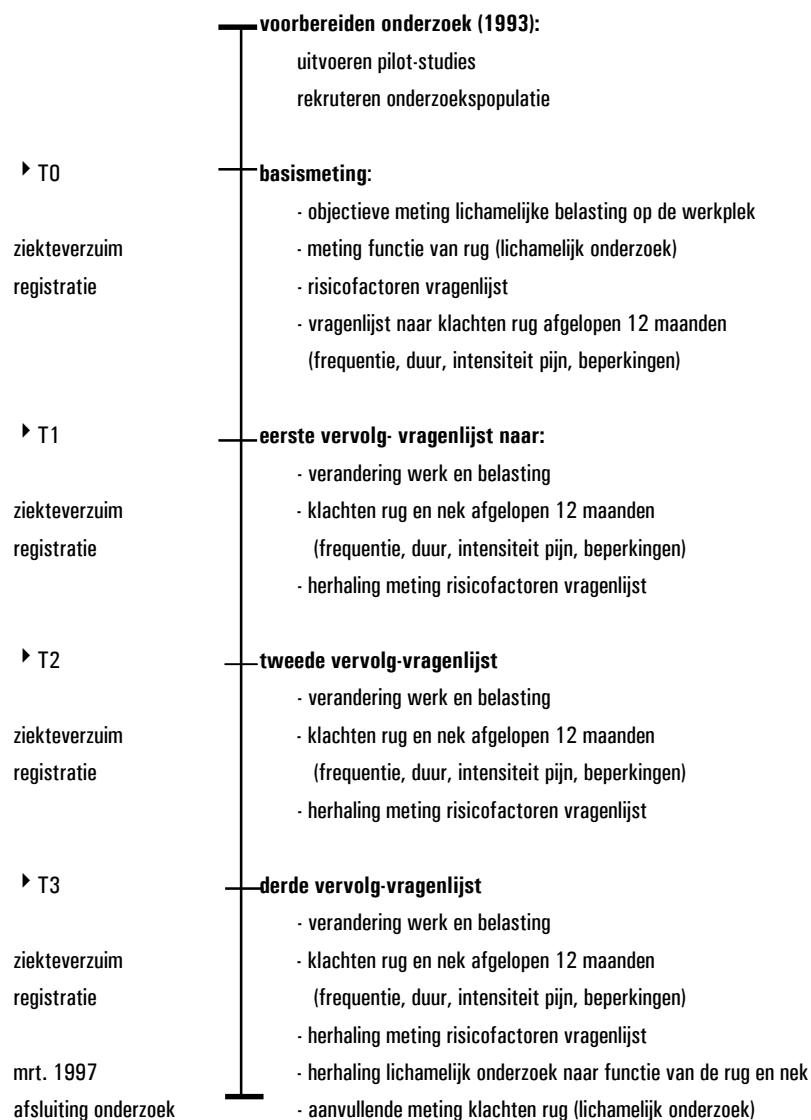 voorbereiden onderzoek (1993):
uitvoeren pilot-studies
rekruteren onderzoekspopulatie
T0
basismeting:
- objectieve meting lichamelijke belasting op de werkplek
ziekteverzuim
- meting functie van rug (lichamelijk onderzoek)
registratie
- risicofactoren vragenlijst
- vragenlijst naar klachten rug afgelopen 12 maanden
(frequentie, duur, intensiteit pijn, beperkingen)
T1
eerste vervolg- vragenlijst naar:
- verandering werk en belasting
ziekteverzuim
- klachten rug en nek afgelopen 12 maanden
registratie
(frequentie, duur, intensiteit pijn, beperkingen)
- herhaling meting risicofactoren vragenlijst
T2
tweede vervolg-vragenlijst
- verandering werk en belasting
ziekteverzuim
- klachten rug en nek afgelopen 12 maanden
registratie
(frequentie, duur, intensiteit pijn, beperkingen)
- herhaling meting risicofactoren vragenlijst
T3
derde vervolg-vragenlijst
- verandering werk en belasting
ziekteverzuim
- klachten rug en nek afgelopen 12 maanden
registratie
(frequentie, duur, intensiteit pijn, beperkingen)
- herhaling meting risicofactoren vragenlijst
mrt. 1997
- herhaling lichamelijk onderzoek naar functie van de rug en nek
afsluiting onderzoek
- aanvullende meting klachten rug (lichamelijk onderzoek)